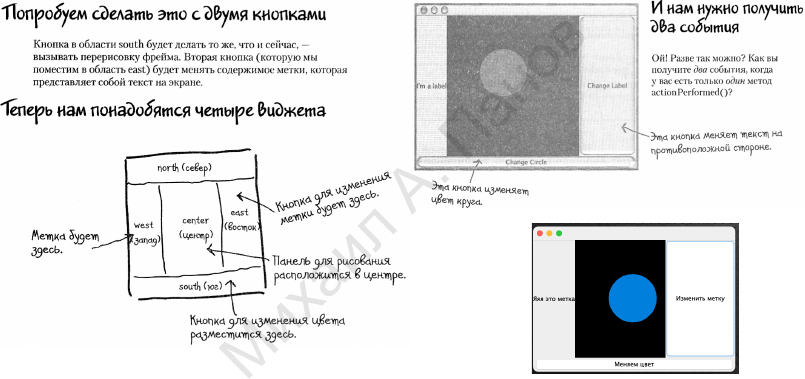 Попробуем сделать это с двумя кнопками
Кнопка в области south будет делать то же, что и сейчас, —
вызывать перерисовку фрейма. Вторая кнопка (которую мы
поместим в область east) будет менять содержимое метки, которая
представляет собой текст на экране.
Теперь нам понадобятся четыре виджета
north (север)
west
(запад)
center
(центр)
east
(восток)
south (юг)
Метка будет
здесь.
Кнопка для изменения
метки будет здесь.
Панель для рисования
расположится в центре.
Кнопка для изменения цвета
разместится здесь.
I'm a label
Change Label
Change Circle
Эта кнопка изменяет
цвет круга.
Эта кнопка меняет текст на
противоположной стороне.
И нам нужно получить
два события
Ой! Разве так можно? Как вы
получите два события, когда
у вас есть только один метод
actionPerformed()?
Яия это метка
Изменить метку
Меняем цвет